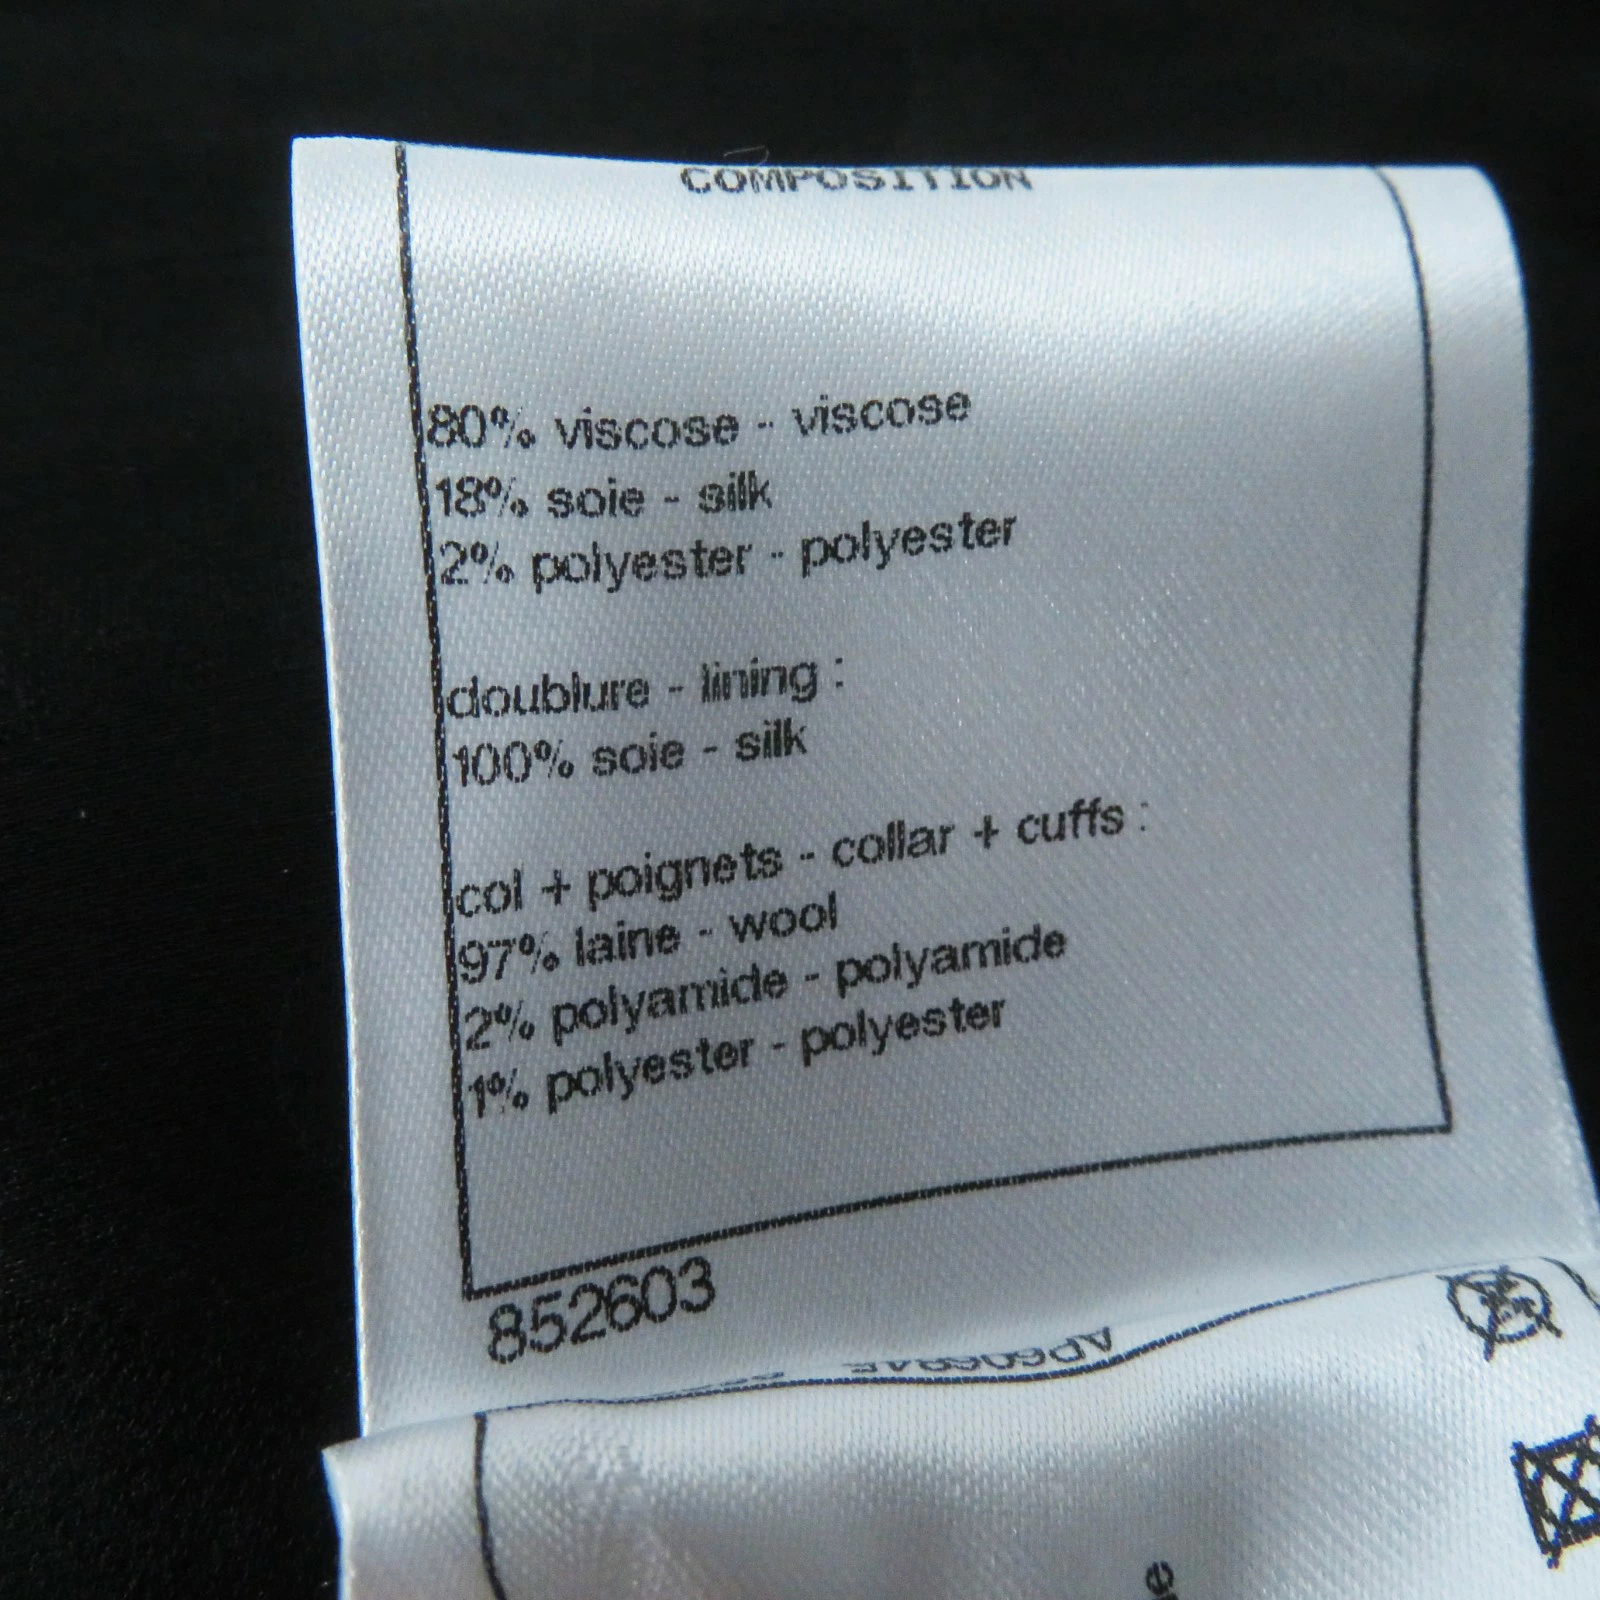 COMPOSITION
80% viscose - viscose
18% soie - silk
2% polyester - polyester
doublure - lining :
100% soie - silk
col + poignets - collar + cuffs :
97% laine - wool
2% polyamide - polyamide
1% polyester - polyester
852603